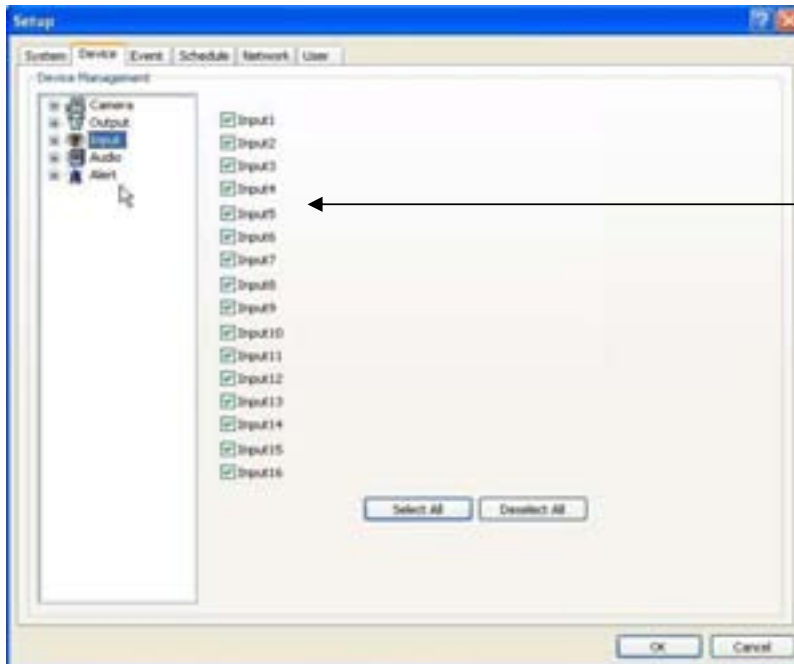 Setup
System Device Event Schedule Network User
Device Management
Camera
Output
Input
Audio
Alert
Input1
Input2
Input3
Input4
Input5
Input6
Input7
Input8
Input9
Input10
Input11
Input12
Input13
Input14
Input15
Input16
Select All Deselect All
OK Cancel